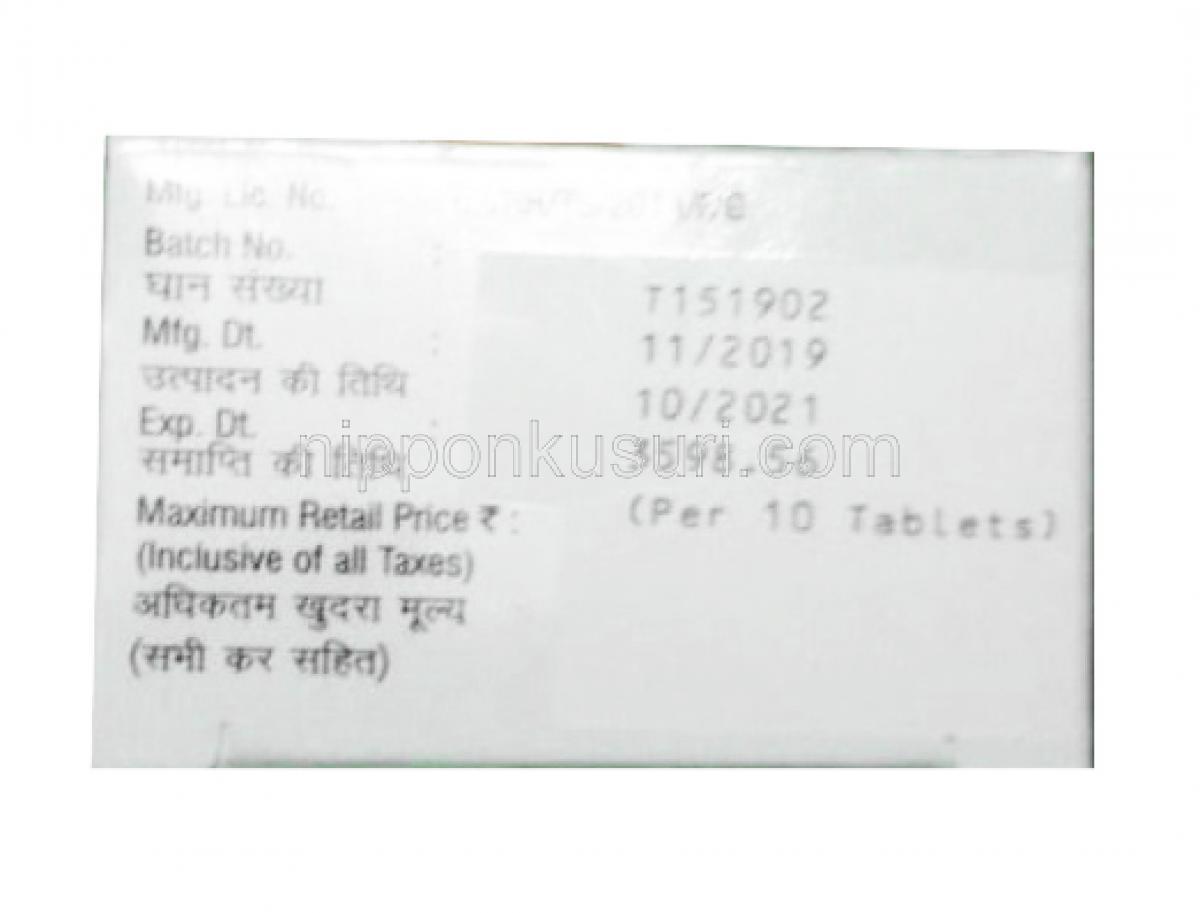 Mfg. Lic. No.
Batch No. :
घान संख्या T151902
Mfg. Dt. : 11/2019
उत्पादन की तिथि 10/2021
Exp. Dt. :
समाप्ति की तिथि
nipponkusuri.com
Maximum Retail Price ₹ : (Per 10 Tablets)
(Inclusive of all Taxes)
अधिकतम खुदरा मूल्य
(सभी कर सहित)